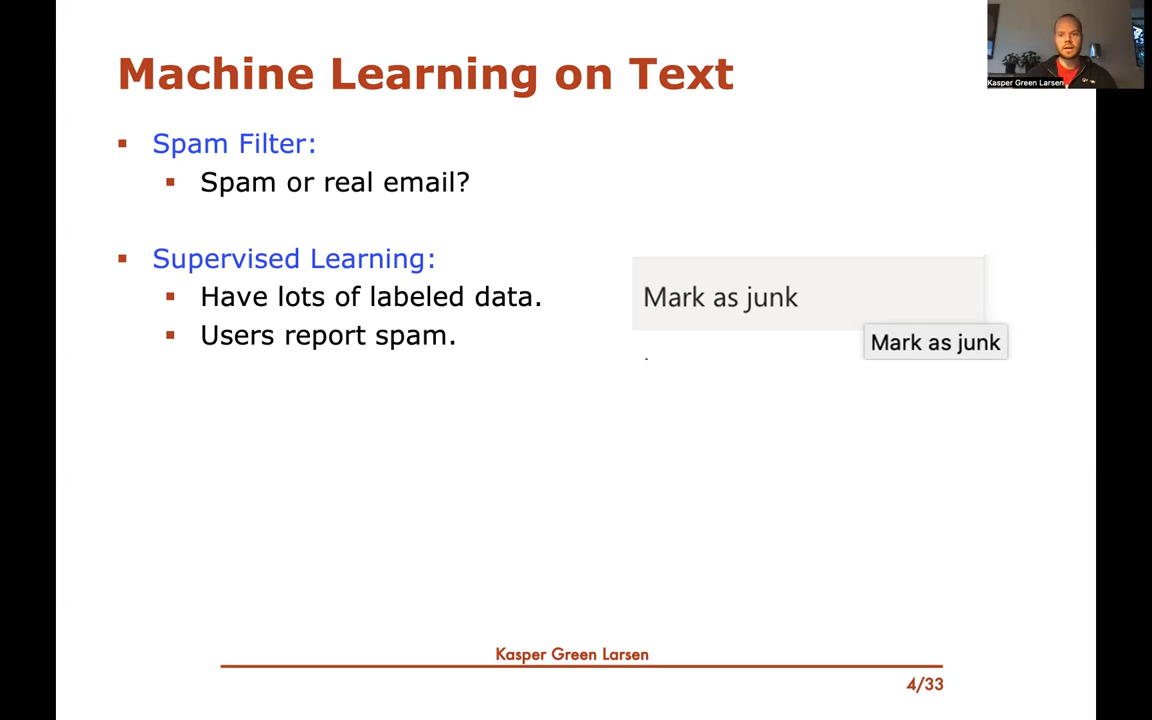 Machine Learning on Text
Kasper Green Larsen
Spam Filter:
Spam or real email?
Supervised Learning:
Have lots of labeled data.
Users report spam.
Mark as junk
Mark as junk
Kasper Green Larsen
4/33